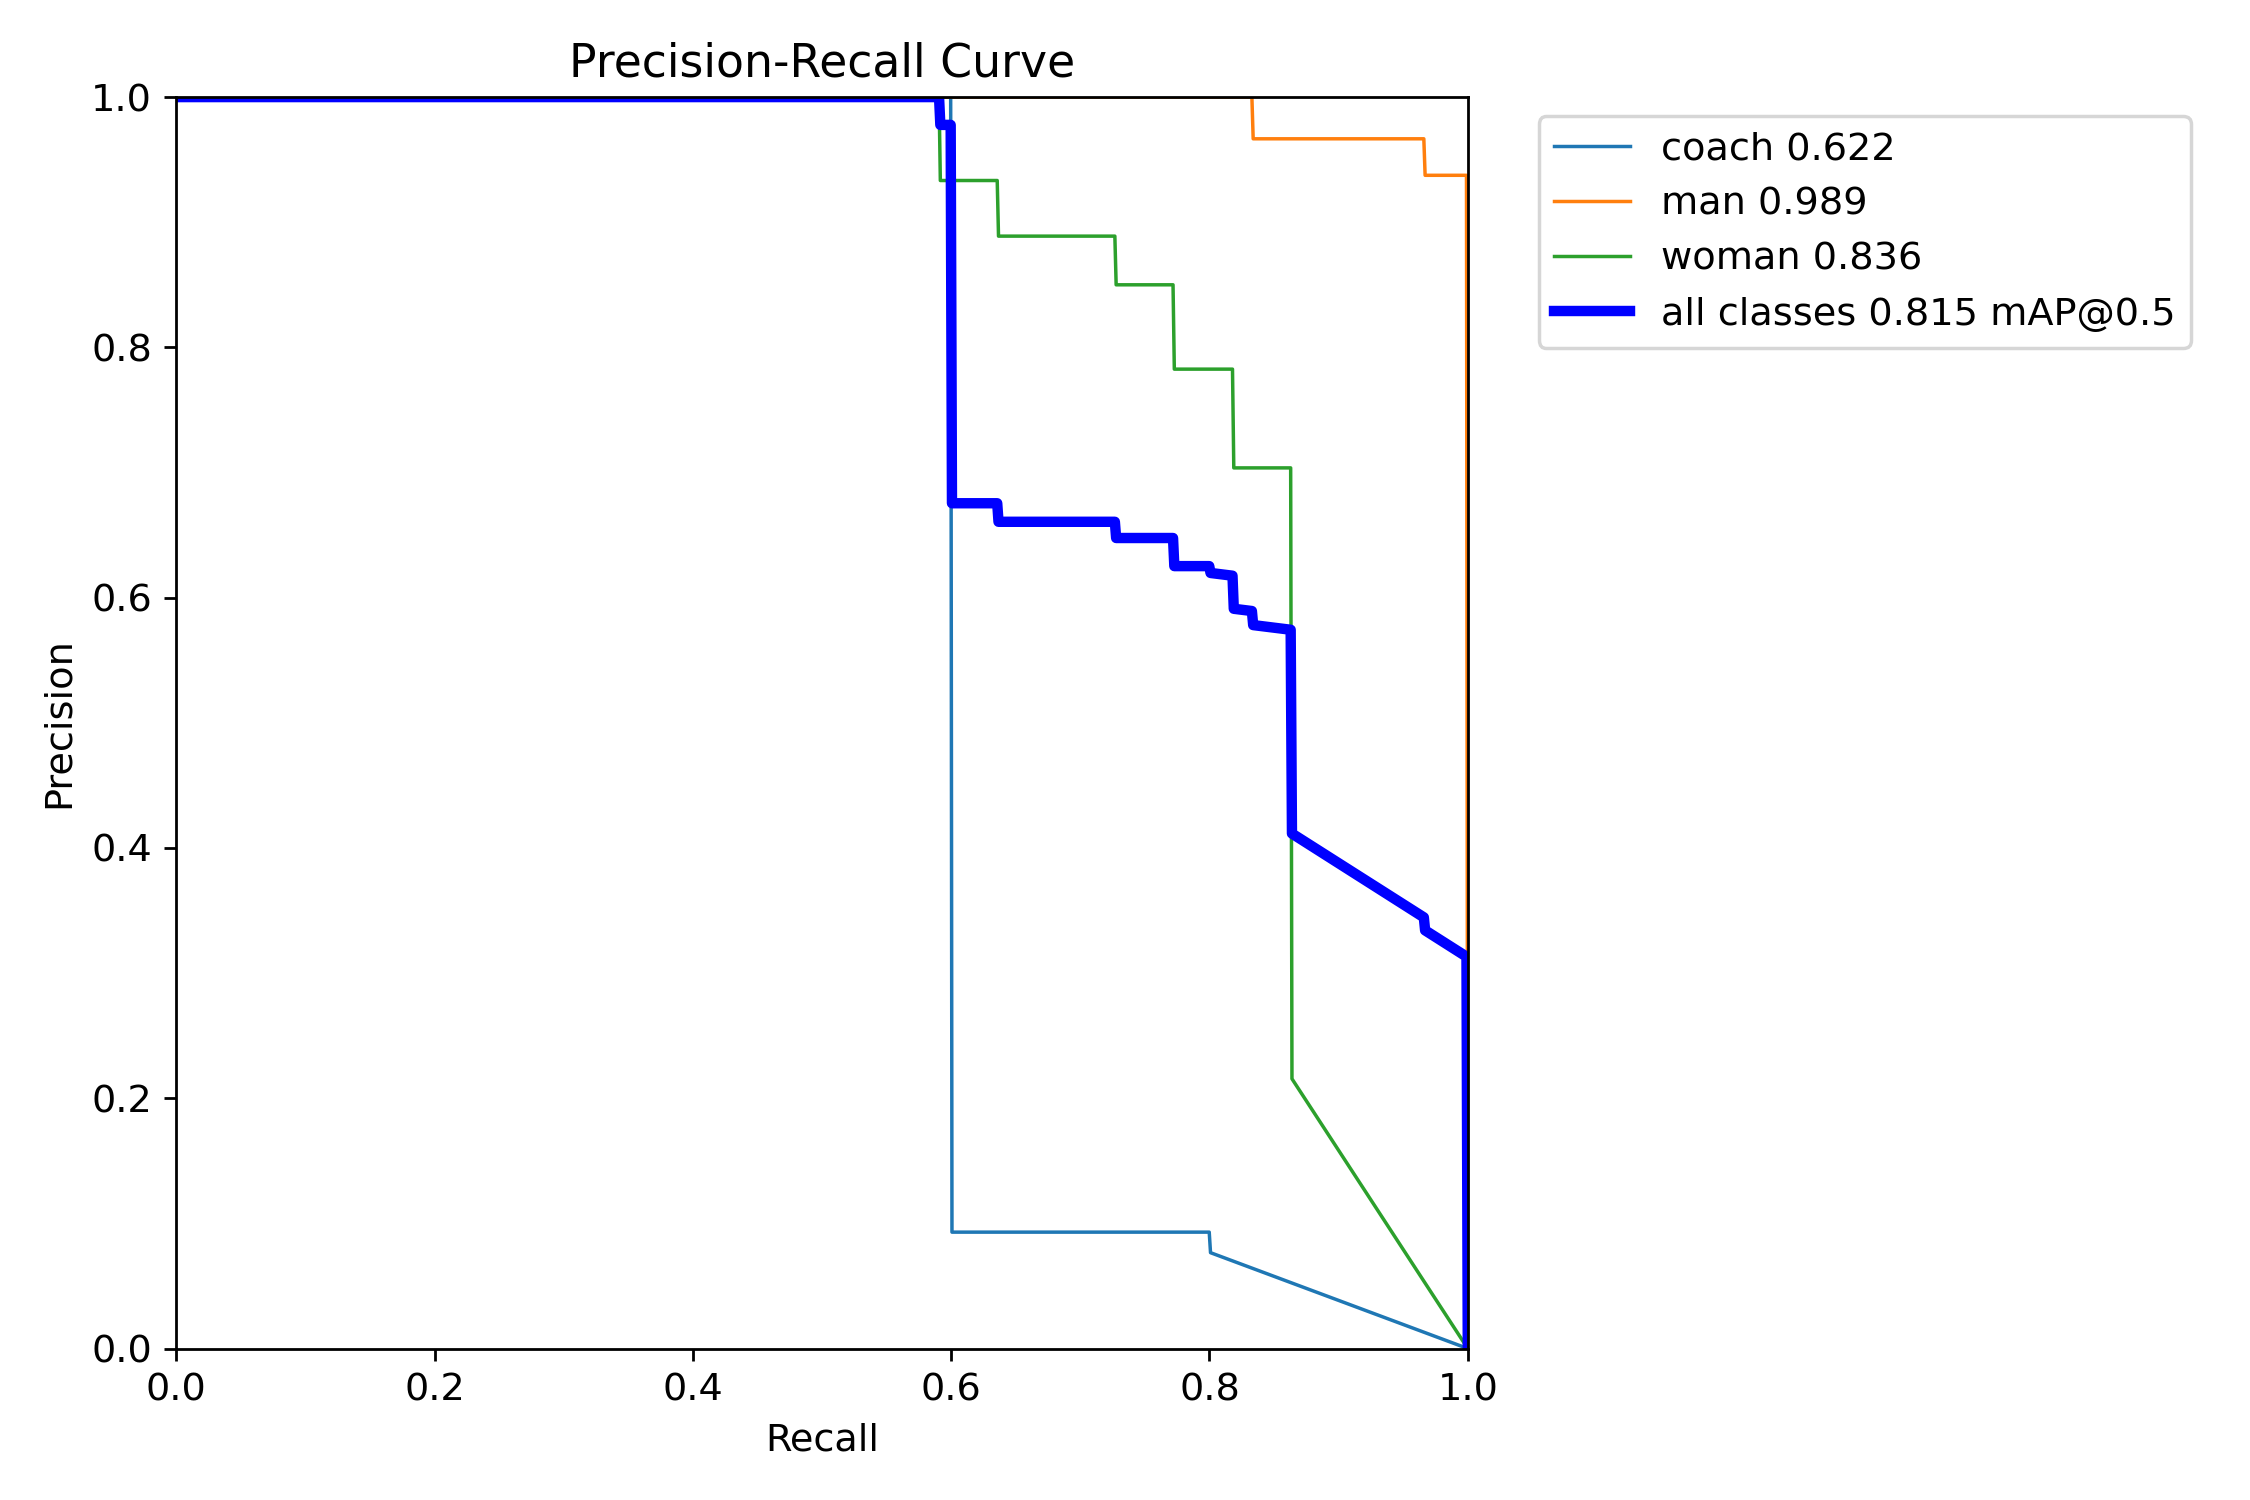 Precision-Recall Curve
1.0
0.8
0.6
0.4
0.2
0.0
Precision
0.0 0.2 0.4 0.6 0.8 1.0
Recall
coach 0.622
man 0.989
woman 0.836
all classes 0.815 mAP@0.5